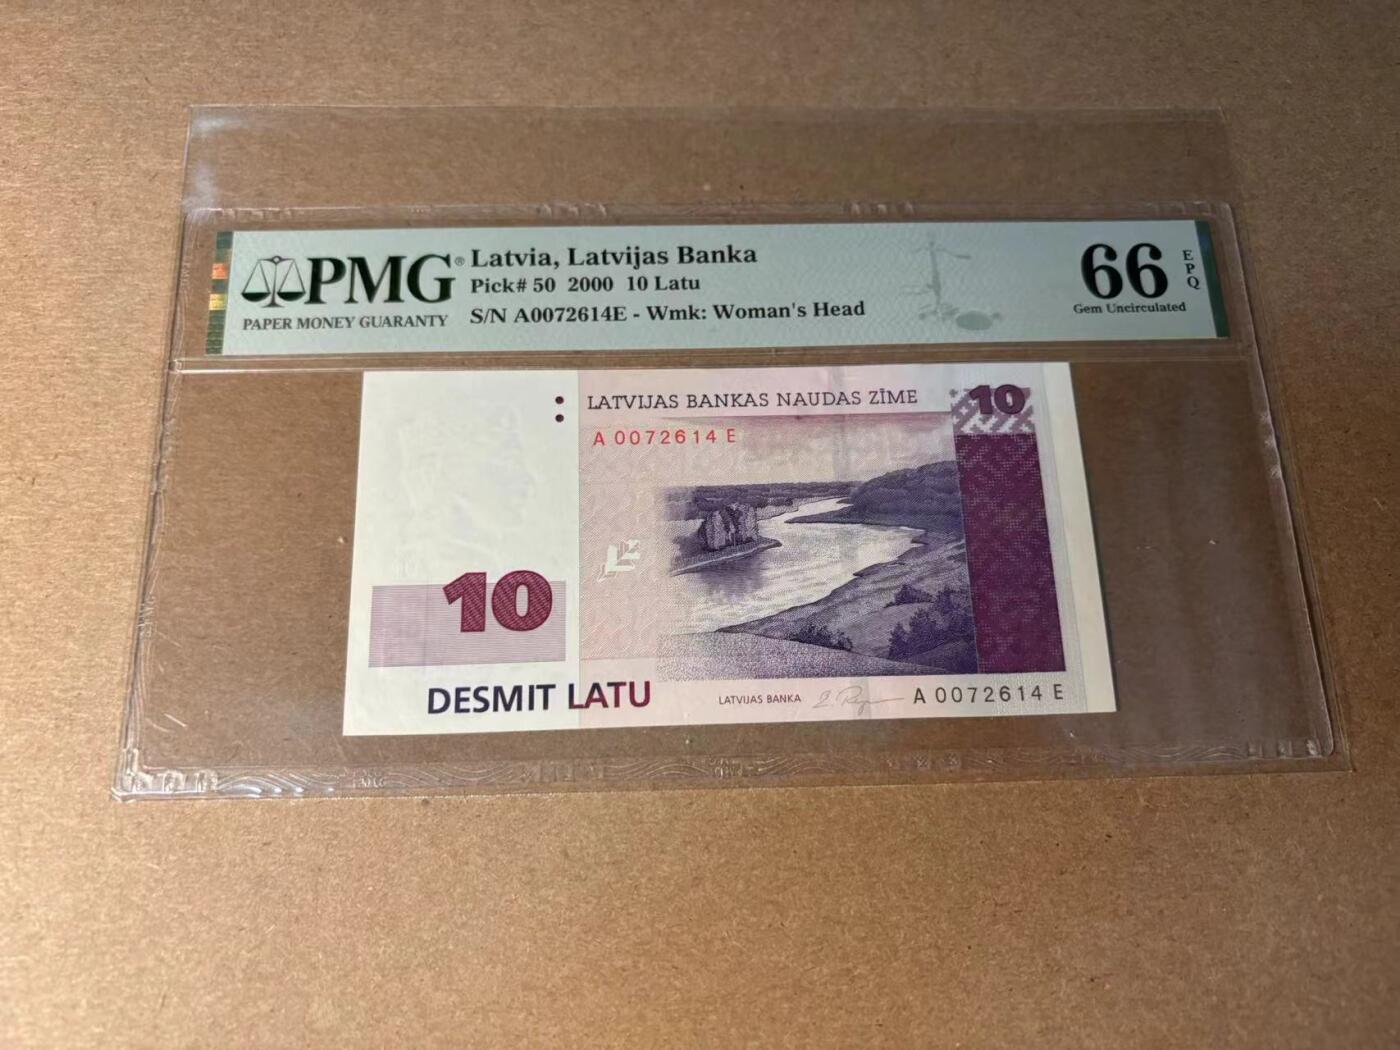 PMG®
PAPER MONEY GUARANTY
Latvia, Latvijas Banka
Pick# 50 2000 10 Latu
S/N A0072614E - Wmk: Woman's Head
66
EPQ
Gem Uncirculated
LATVIJAS BANKAS NAUDAS ZĪME
10
A 0072614 E
10
DESMIT LATU
LATVIJAS BANKA
A 0072614 E